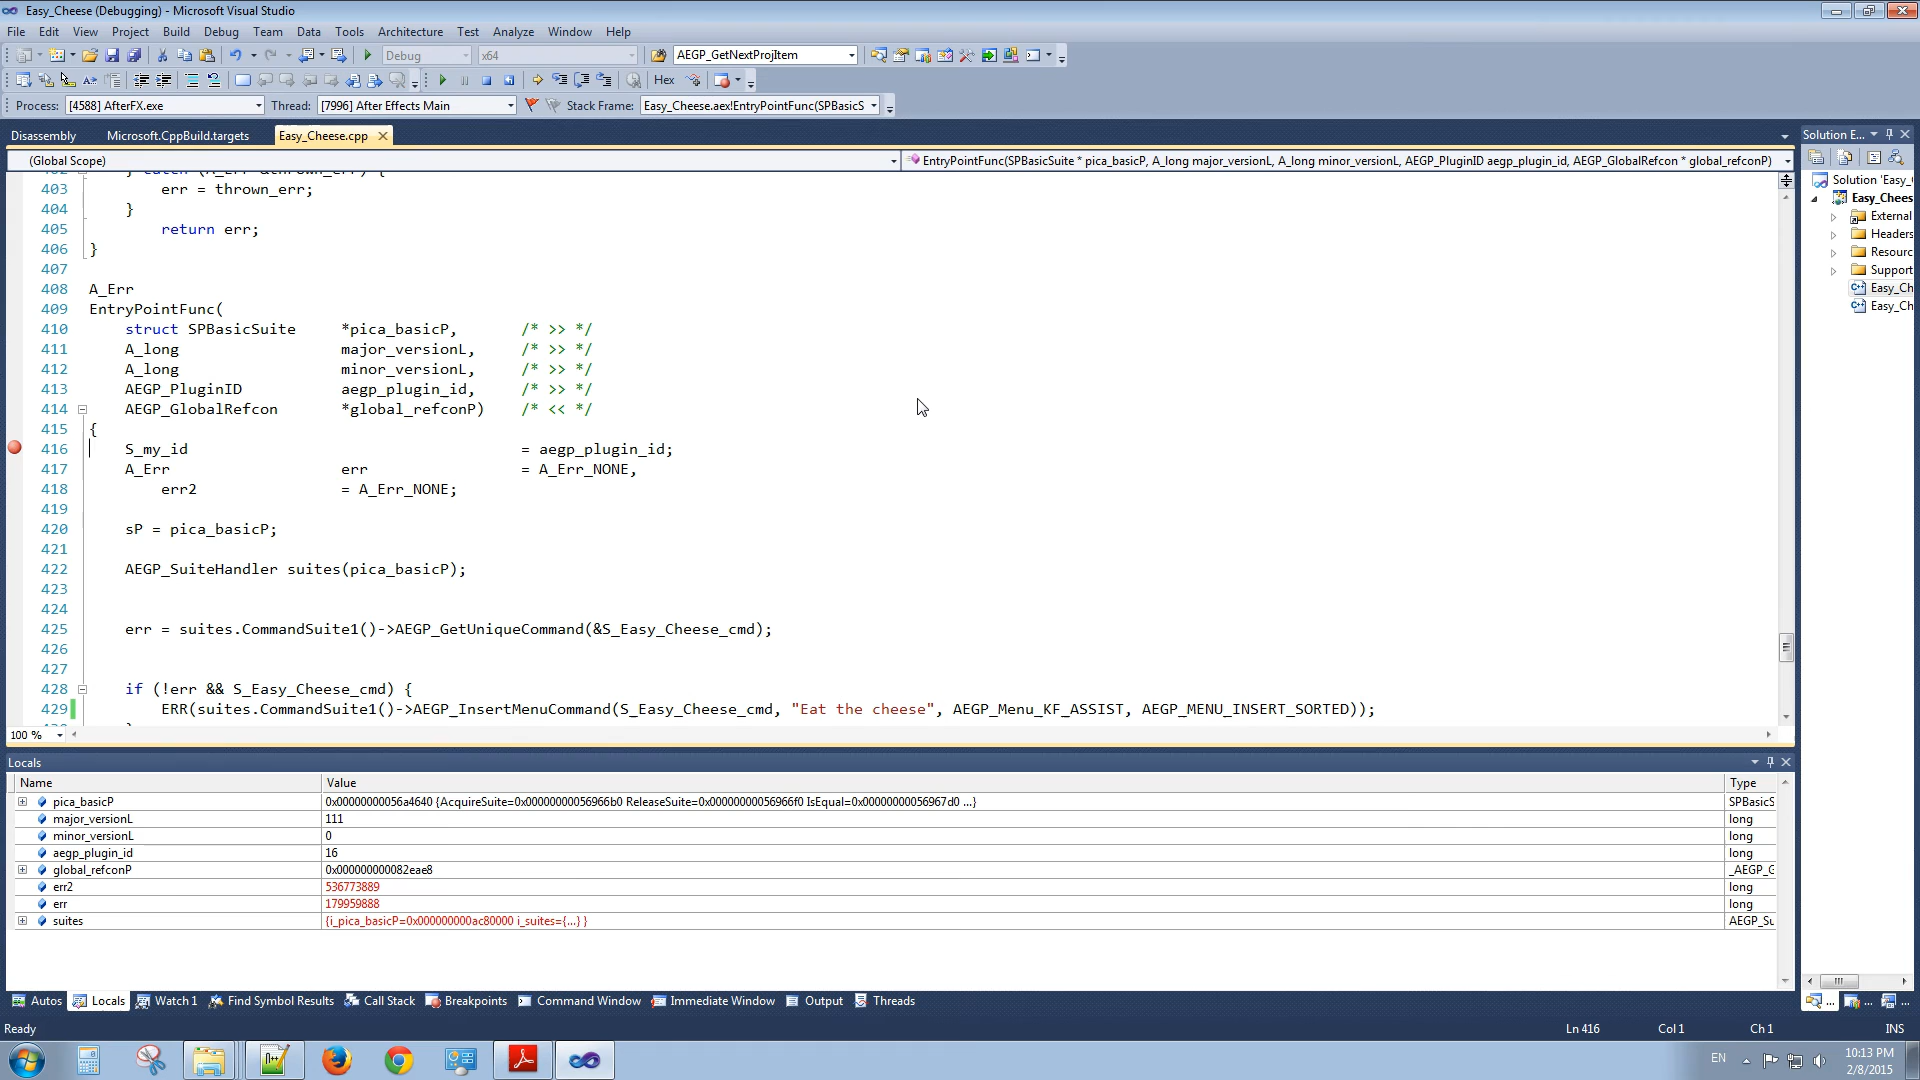 Easy_Cheese (Debugging) - Microsoft Visual Studio
File Edit View Project Build Debug Team Data Tools Architecture Test Analyze Window Help
Debug x64 AEGP_GetNextProjItem
Hex
Process: [4588] AfterFX.exe Thread: [7996] After Effects Main Stack Frame: Easy_Cheese.aex!EntryPointFunc(SPBasicS
Disassembly Microsoft.CppBuild.targets Easy_Cheese.cpp
Solution E...
(Global Scope) EntryPointFunc(SPBasicSuite * pica_basicP, A_long major_versionL, A_long minor_versionL, AEGP_PluginID aegp_plugin_id, AEGP_GlobalRefcon * global_refconP)
402 } catch (A_Err &thrown_err) {
403 err = thrown_err;
404 }
405 return err;
406 }
407
408 A_Err
409 EntryPointFunc(
410 struct SPBasicSuite *pica_basicP, /* >> */
411 A_long major_versionL, /* >> */
412 A_long minor_versionL, /* >> */
413 AEGP_PluginID aegp_plugin_id, /* >> */
414 AEGP_GlobalRefcon *global_refconP) /* << */
415 {
416 S_my_id = aegp_plugin_id;
417 A_Err err = A_Err_NONE,
418 err2 = A_Err_NONE;
419
420 sP = pica_basicP;
421
422 AEGP_SuiteHandler suites(pica_basicP);
423
424
425 err = suites.CommandSuite1()->AEGP_GetUniqueCommand(&S_Easy_Cheese_cmd);
426
427
428 if (!err && S_Easy_Cheese_cmd) {
429 ERR(suites.CommandSuite1()->AEGP_InsertMenuCommand(S_Easy_Cheese_cmd, "Eat the cheese", AEGP_Menu_KF_ASSIST, AEGP_MENU_INSERT_SORTED));
100 %
Solution 'Easy_
Easy_Chees
External
Headers
Resourc
Support
Easy_Ch
Easy_Ch
Locals
Name Value Type
pica_basicP 0x00000000056a4640 {AcquireSuite=0x00000000056966b0 ReleaseSuite=0x00000000056966f0 IsEqual=0x00000000056967d0 ...} SPBasicS
major_versionL 111 long
minor_versionL 0 long
aegp_plugin_id 16 long
global_refconP 0x000000000082eae8 _AEGP_G
err2 536773889 long
err 179959888 long
suites {i_pica_basicP=0x000000000ac80000 i_suites={...} } AEGP_Su
Autos Locals Watch 1 Find Symbol Results Call Stack Breakpoints Command Window Immediate Window Output Threads
Ready Ln 416 Col 1 Ch 1 INS
EN 10:13 PM
2/8/2015